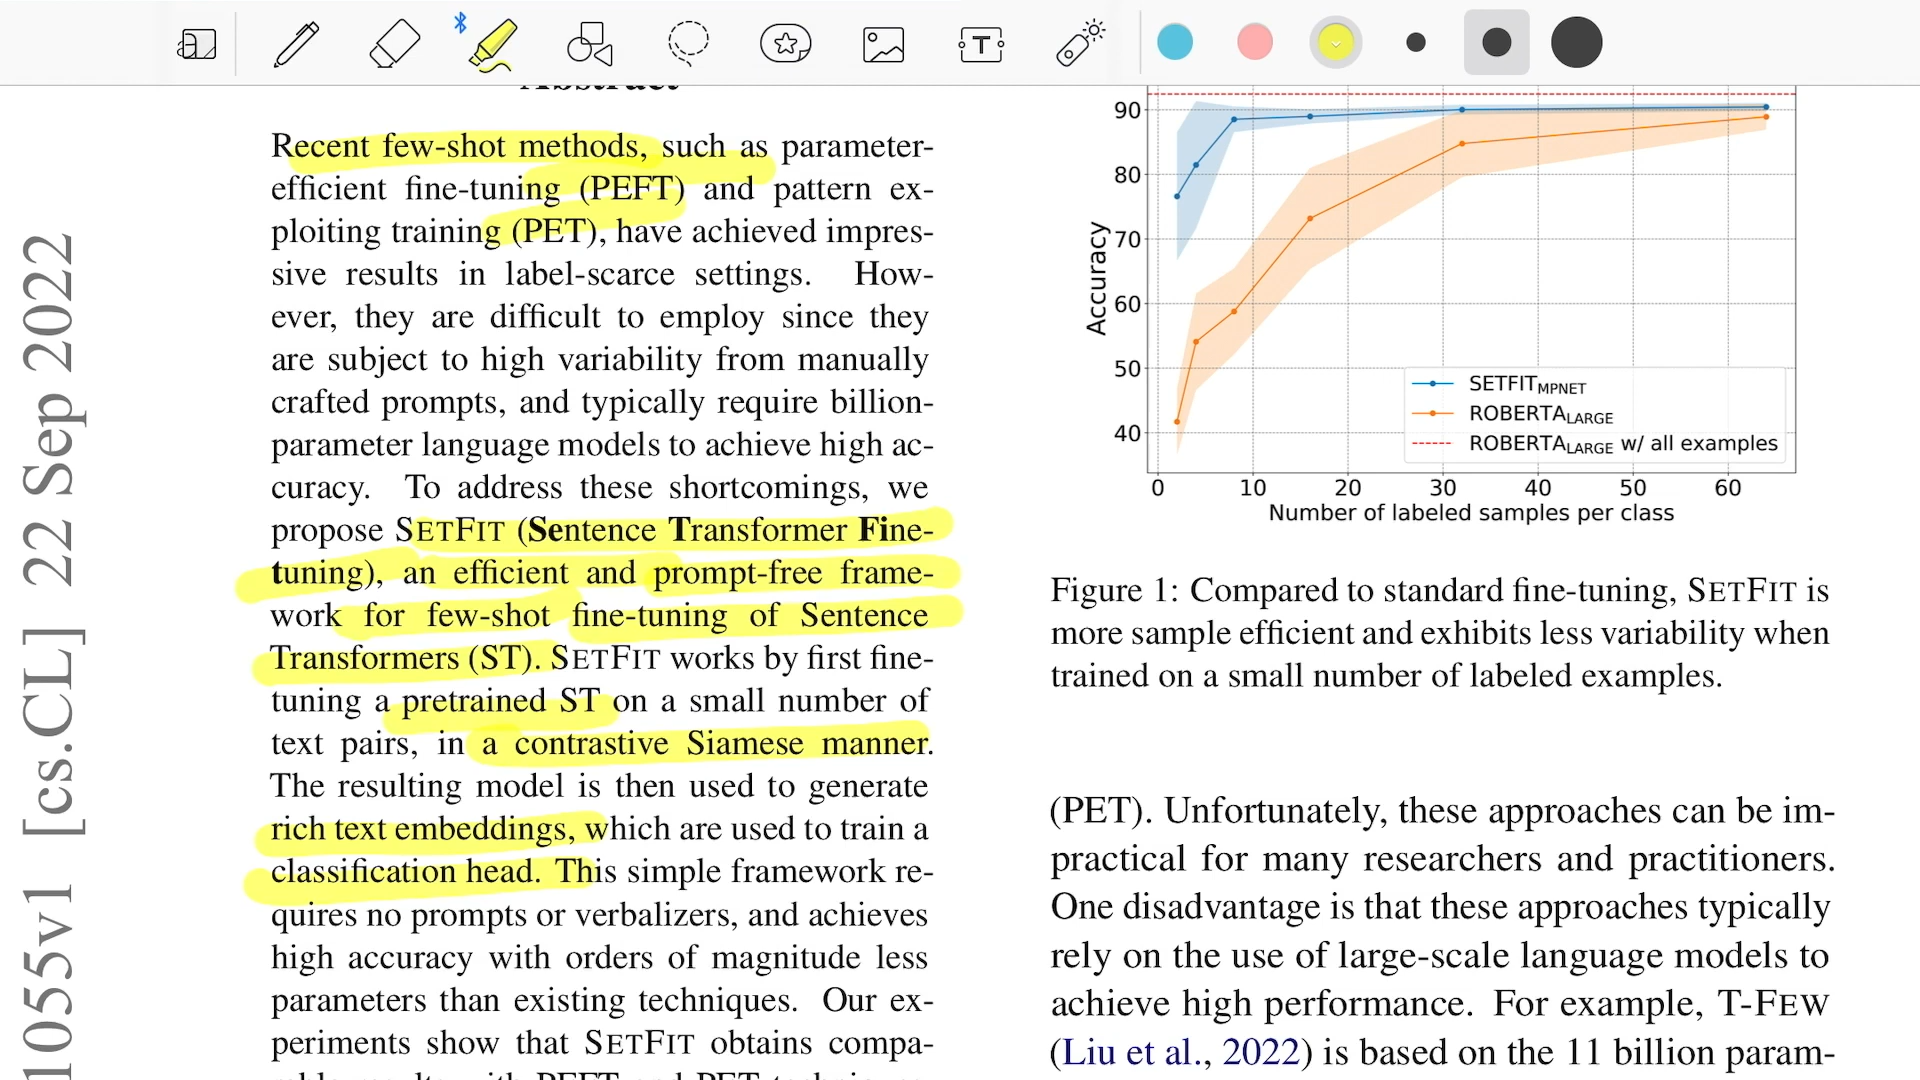 Abstract
Recent few-shot methods, such as parameter-
efficient fine-tuning (PEFT) and pattern ex-
ploiting training (PET), have achieved impres-
sive results in label-scarce settings. How-
ever, they are difficult to employ since they
are subject to high variability from manually
crafted prompts, and typically require billion-
parameter language models to achieve high ac-
curacy. To address these shortcomings, we
propose SETFIT (Sentence Transformer Fine-
tuning), an efficient and prompt-free frame-
work for few-shot fine-tuning of Sentence
Transformers (ST). SETFIT works by first fine-
tuning a pretrained ST on a small number of
text pairs, in a contrastive Siamese manner.
The resulting model is then used to generate
rich text embeddings, which are used to train a
classification head. This simple framework re-
quires no prompts or verbalizers, and achieves
high accuracy with orders of magnitude less
parameters than existing techniques. Our ex-
periments show that SETFIT obtains compa-
rable results with PEFT and PET techniques
1055v1 [cs.CL] 22 Sep 2022
T
a
90
80
70
60
50
40
Accuracy
SETFITMPNET
ROBERTALARGE
ROBERTALARGE w/ all examples
0 10 20 30 40 50 60
Number of labeled samples per class
Figure 1: Compared to standard fine-tuning, SETFIT is
more sample efficient and exhibits less variability when
trained on a small number of labeled examples.
(PET). Unfortunately, these approaches can be im-
practical for many researchers and practitioners.
One disadvantage is that these approaches typically
rely on the use of large-scale language models to
achieve high performance. For example, T-FEW
(Liu et al., 2022) is based on the 11 billion param-